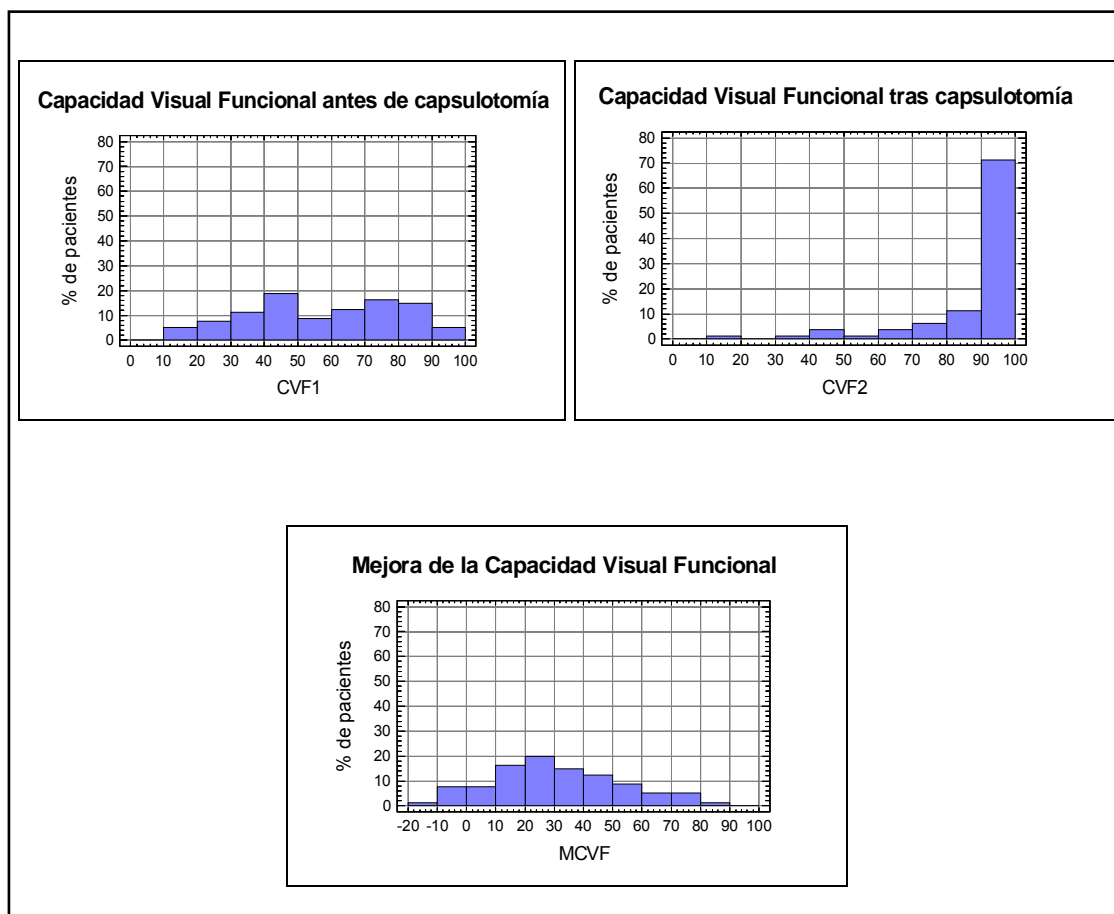 Capacidad Visual Funcional antes de capsulotomía
% de pacientes
80
70
60
50
40
30
20
10
0
0 10 20 30 40 50 60 70 80 90 100
CVF1
Capacidad Visual Funcional tras capsulotomía
% de pacientes
80
70
60
50
40
30
20
10
0
0 10 20 30 40 50 60 70 80 90 100
CVF2
Mejora de la Capacidad Visual Funcional
% de pacientes
80
70
60
50
40
30
20
10
0
-20 -10 0 10 20 30 40 50 60 70 80 90 100
MCVF